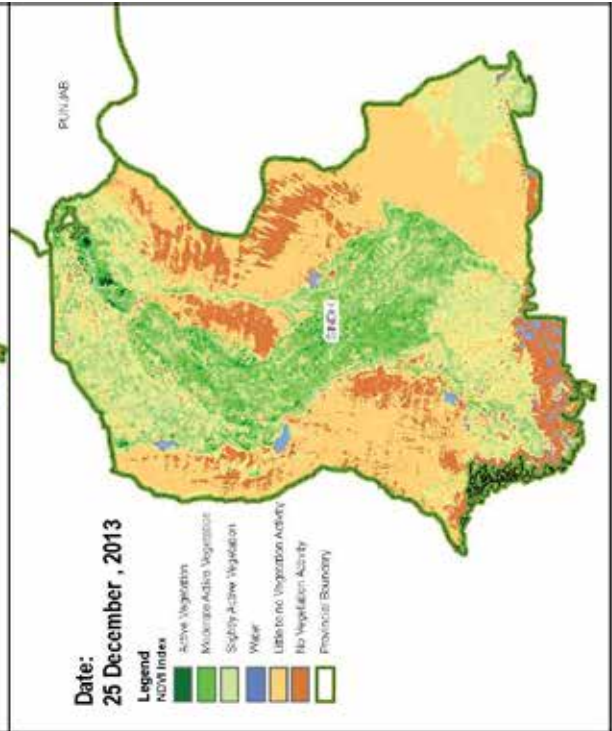 PUNJAB
SINDH
Date:
25 December , 2013
Legend
NDVI Index
Active Vegetation
Moderate Active Vegetation
Slightly Active Vegetation
Water
Little to no Vegetation Activity
No Vegetation Activity
Provincial Boundary